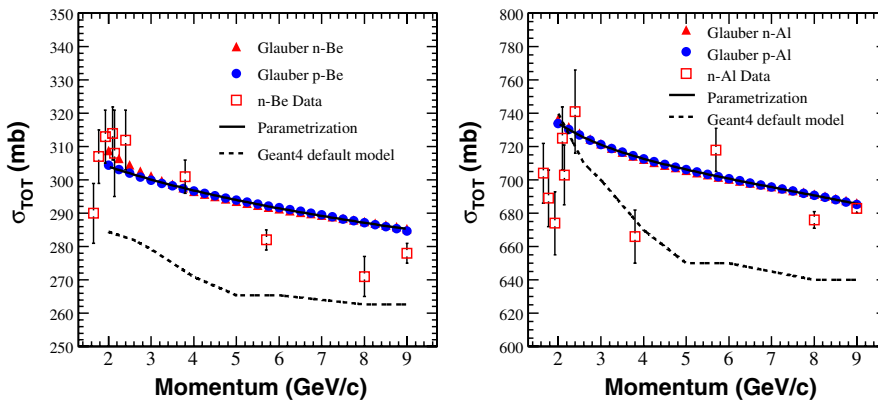 350
340
330
320
310
300
290
280
270
260
250
σTOT (mb)
Glauber n-Be
Glauber p-Be
n-Be Data
Parametrization
Geant4 default model
2 3 4 5 6 7 8 9
Momentum (GeV/c)
800
780
760
740
720
700
680
660
640
620
600
σTOT (mb)
Glauber n-Al
Glauber p-Al
n-Al Data
Parametrization
Geant4 default model
2 3 4 5 6 7 8 9
Momentum (GeV/c)